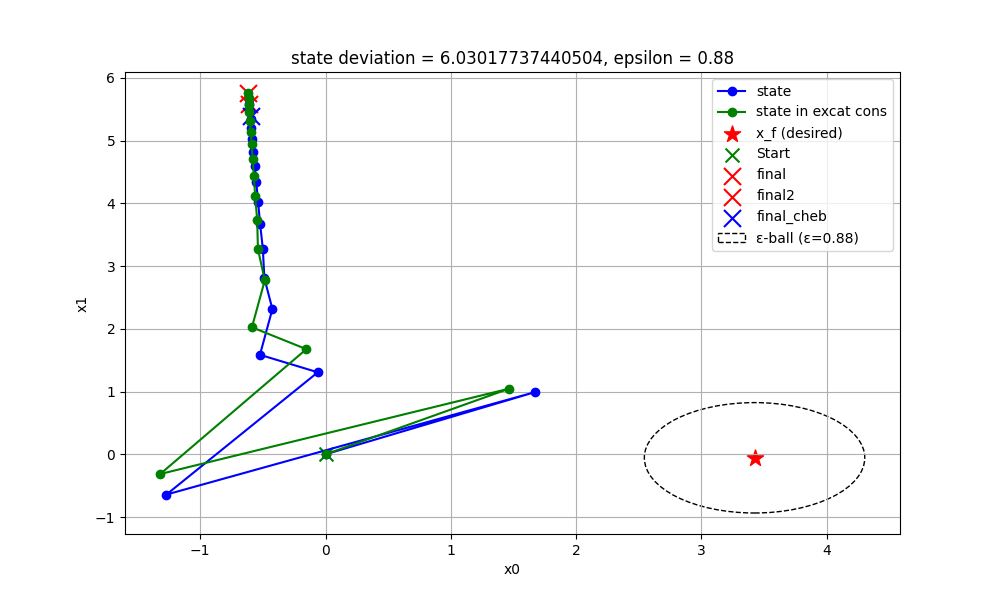 state deviation = 6.03017737440504, epsilon = 0.88
6
5
4
3
2
1
0
−1
x1
state
state in excat cons
x_f (desired)
Start
final
final2
final_cheb
ε-ball (ε=0.88)
−1
0
1
2
3
4
x0